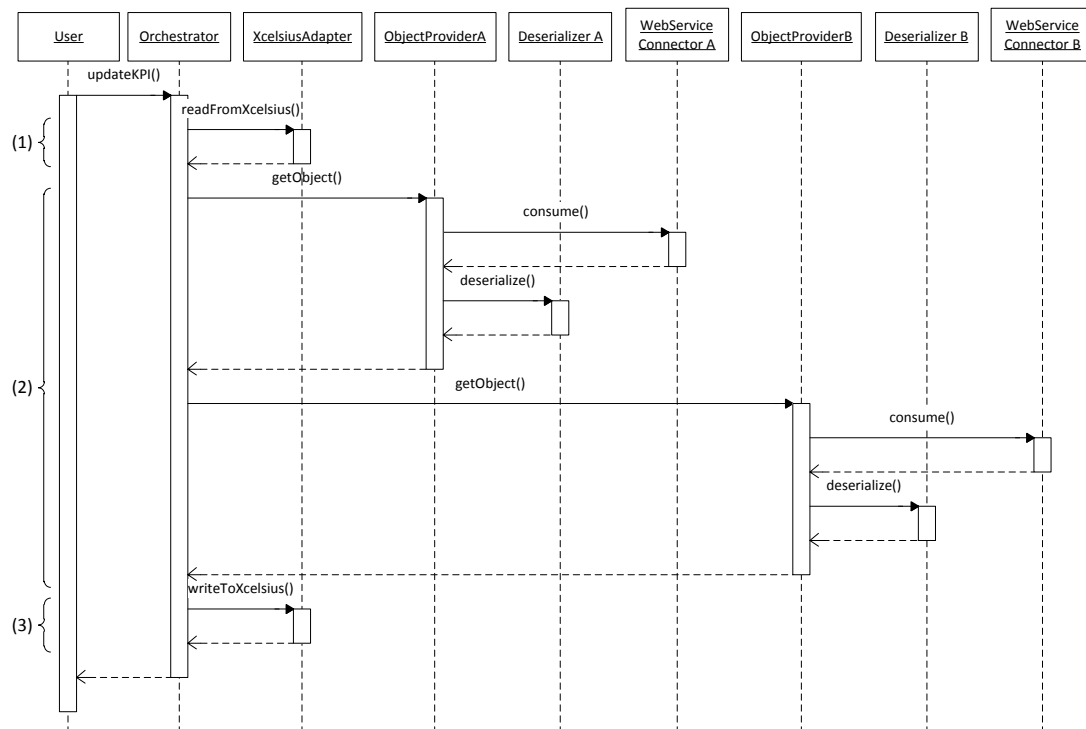 User
Orchestrator
XcelsiusAdapter
ObjectProviderA
Deserializer A
WebService
Connector A
ObjectProviderB
Deserializer B
WebService
Connector B
updateKPI()
readFromXcelsius()
(1)
getObject()
consume()
deserialize()
(2)
getObject()
consume()
deserialize()
writeToXcelsius()
(3)